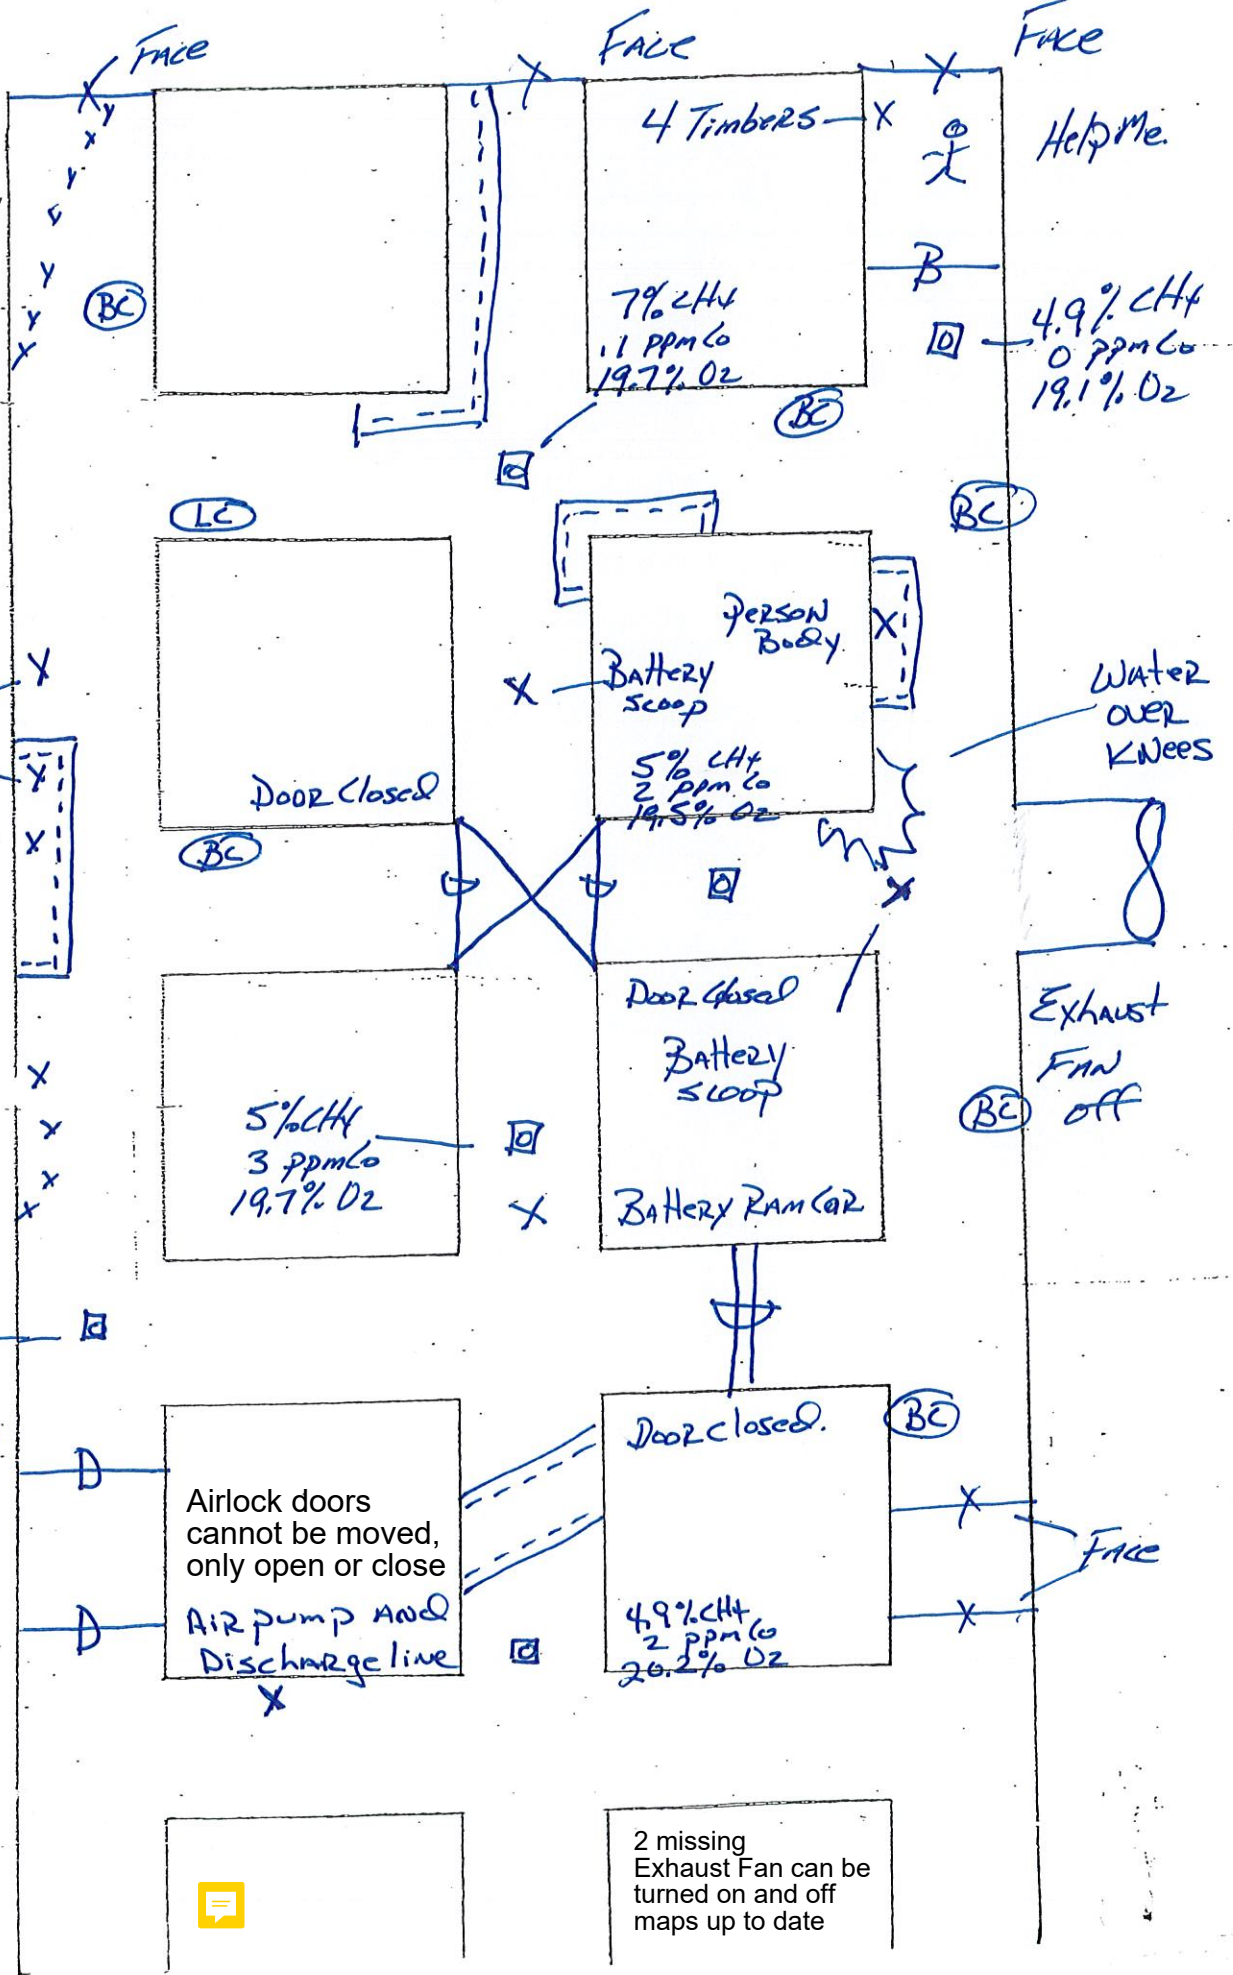 FACE
FACE
FACE
4 Timbers
Help Me.
B
BC
7% CH4
.1 ppm Co
19.7% O2
4.9% CH4
0 ppm Co
19.1% O2
BC
LC
BC
Person
Body
Battery
scoop
Water
over
Knees
5% CH4
2 ppm Co
19.5% O2
Door Closed
BC
Door Closed
Battery
scoop
Exhaust
Fan
off
BC
5% CH4
3 ppm Co
19.7% O2
Battery Ram Car
Door closed.
BC
D
Airlock doors
cannot be moved,
only open or close
Face
D
Air pump and
Discharge line
4.9% CH4
2 ppm Co
20.2% O2
2 missing
Exhaust Fan can be
turned on and off
maps up to date